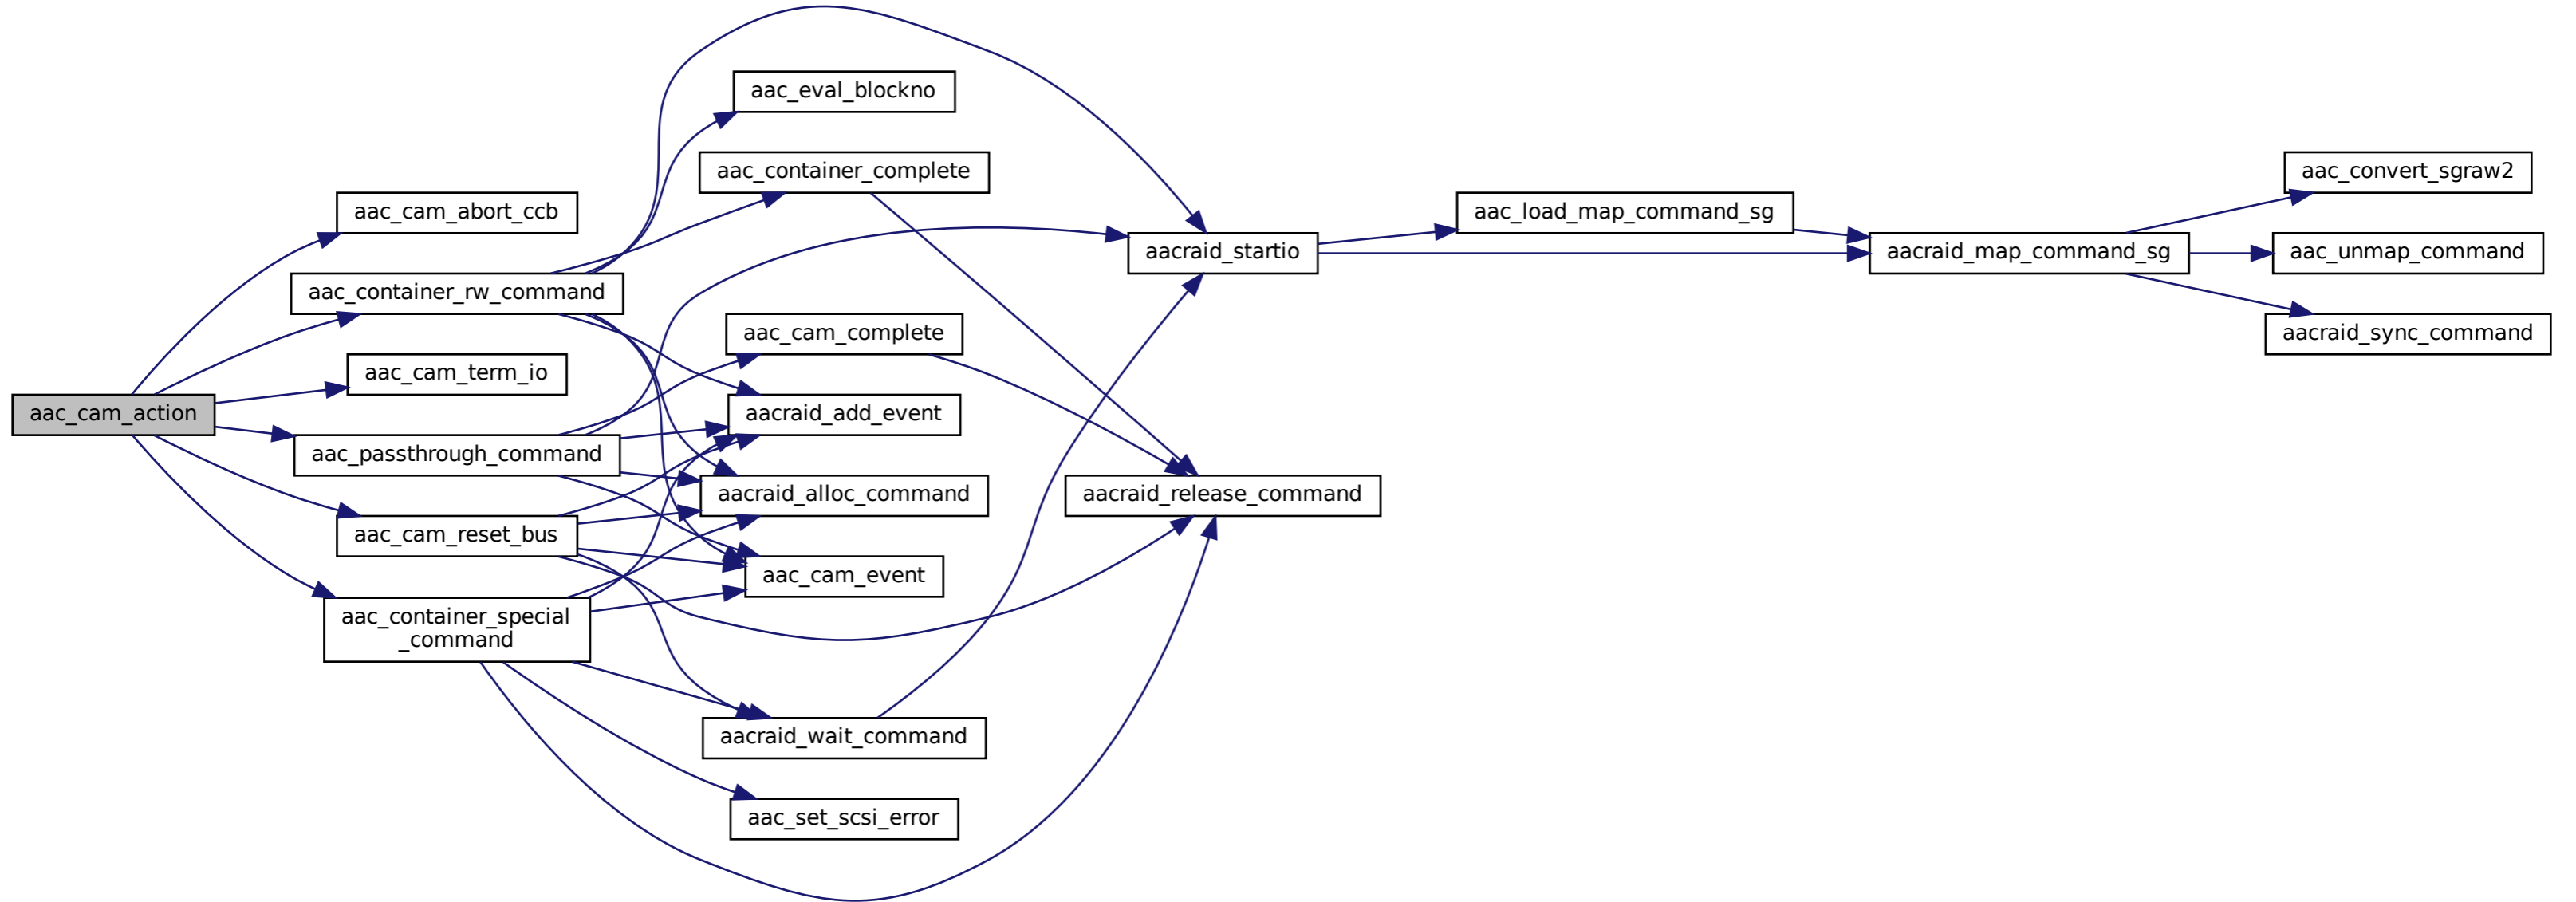 aac_cam_action
aac_cam_abort_ccb
aac_container_rw_command
aac_cam_term_io
aac_passthrough_command
aac_cam_reset_bus
aac_container_special
_command
aac_eval_blockno
aac_container_complete
aac_cam_complete
aacraid_add_event
aacraid_alloc_command
aac_cam_event
aacraid_wait_command
aac_set_scsi_error
aacraid_startio
aacraid_release_command
aac_load_map_command_sg
aacraid_map_command_sg
aac_convert_sgraw2
aac_unmap_command
aacraid_sync_command